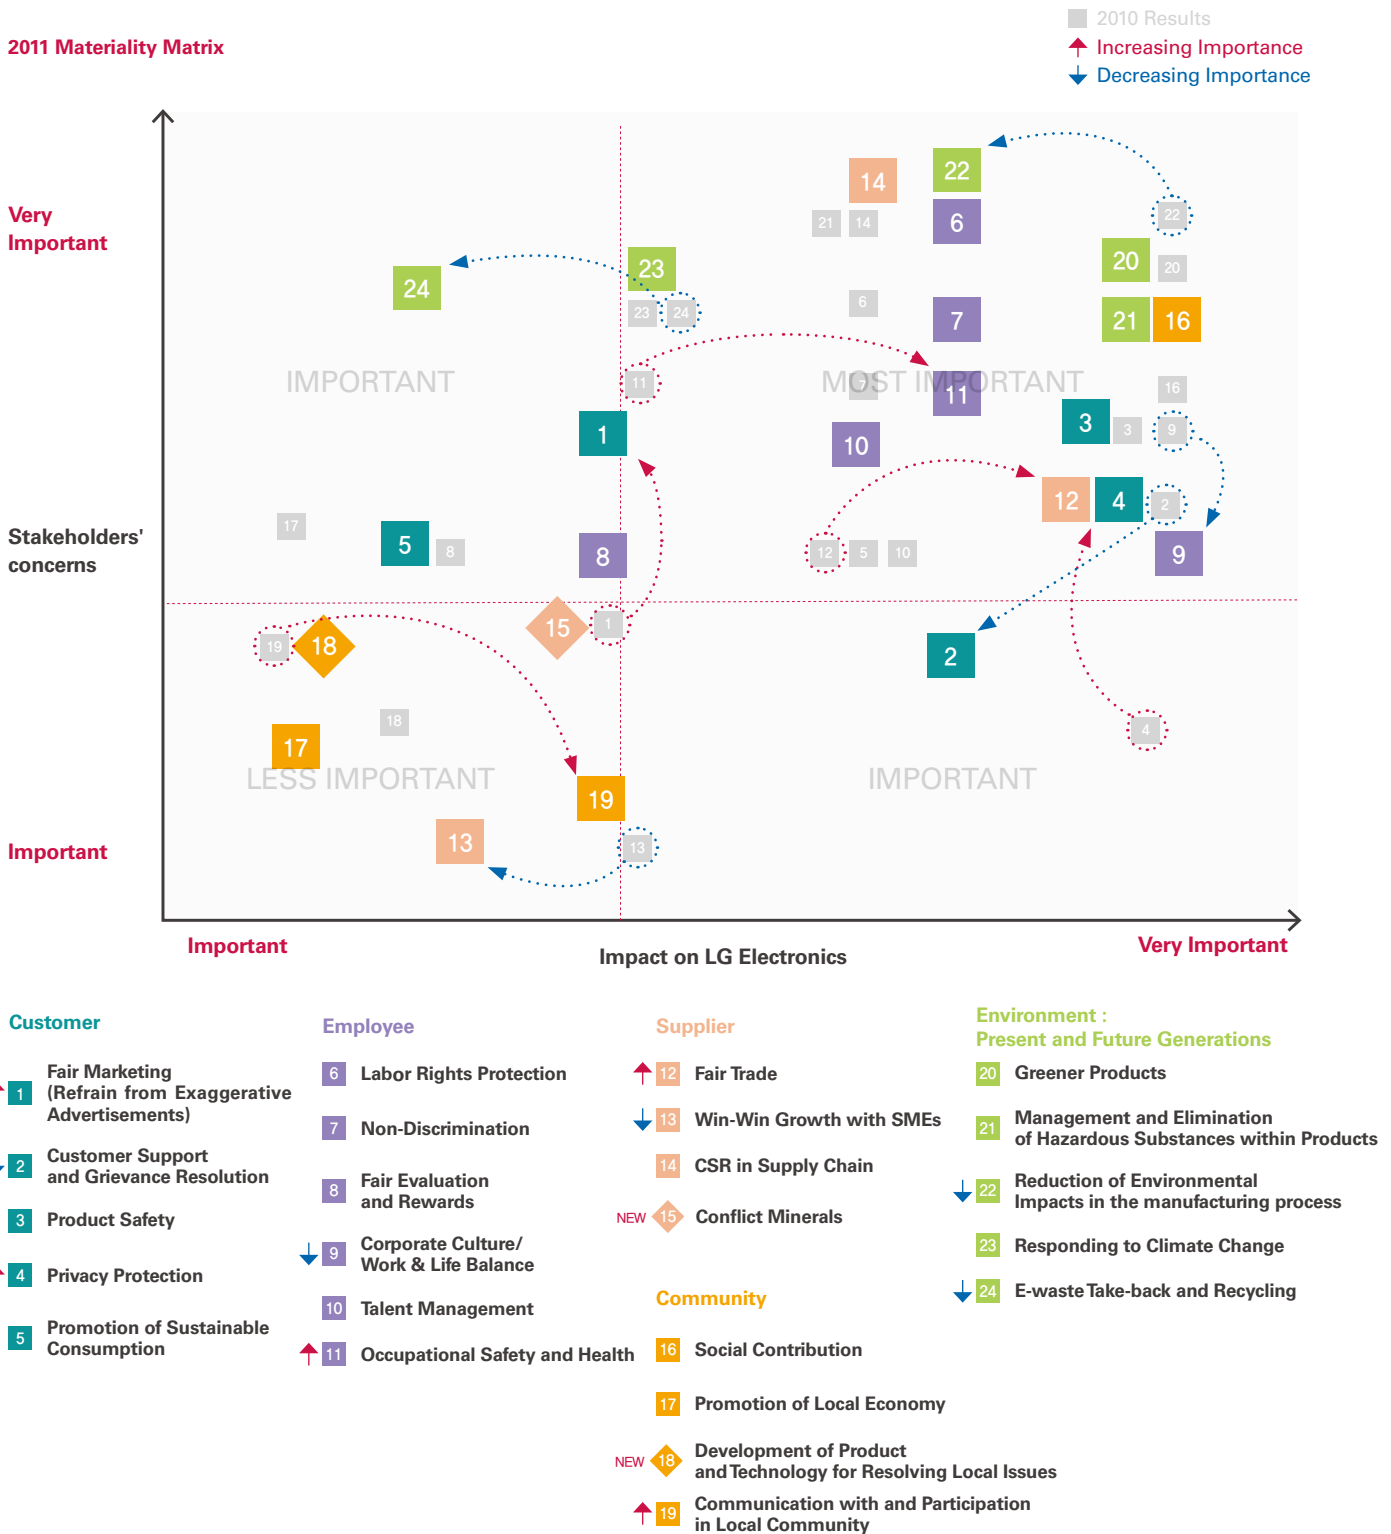 2010 Results
2011 Materiality Matrix
Increasing Importance
Decreasing Importance
Very
Important
Stakeholders'
concerns
Important
14
22
21
14
6
22
23
20
20
24
23
24
6
7
21
16
IMPORTANT
11
7
MOST IMPORTANT
11
16
1
10
3
3
9
12
4
2
17
5
8
8
12
5
10
9
15
1
19
18
2
18
4
17
LESS IMPORTANT
IMPORTANT
19
13
13
Important
Impact on LG Electronics
Very Important
Customer
1
Fair Marketing
(Refrain from Exaggerative
Advertisements)
2
Customer Support
and Grievance Resolution
3 Product Safety
4 Privacy Protection
5
Promotion of Sustainable
Consumption
Employee
6 Labor Rights Protection
7 Non-Discrimination
8
Fair Evaluation
and Rewards
9
Corporate Culture/
Work & Life Balance
10 Talent Management
11 Occupational Safety and Health
Supplier
12 Fair Trade
13 Win-Win Growth with SMEs
14 CSR in Supply Chain
NEW 15 Conflict Minerals
Community
16 Social Contribution
17 Promotion of Local Economy
NEW 18
Development of Product
and Technology for Resolving Local Issues
19
Communication with and Participation
in Local Community
Environment :
Present and Future Generations
20 Greener Products
21
Management and Elimination
of Hazardous Substances within Products
22
Reduction of Environmental
Impacts in the manufacturing process
23 Responding to Climate Change
24 E-waste Take-back and Recycling